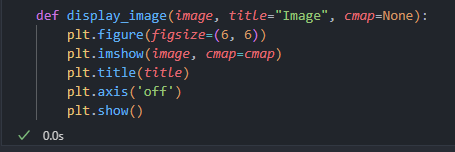 def display_image(image, title="Image", cmap=None):
    plt.figure(figsize=(6, 6))
    plt.imshow(image, cmap=cmap)
    plt.title(title)
    plt.axis('off')
    plt.show()
✓ 0.0s